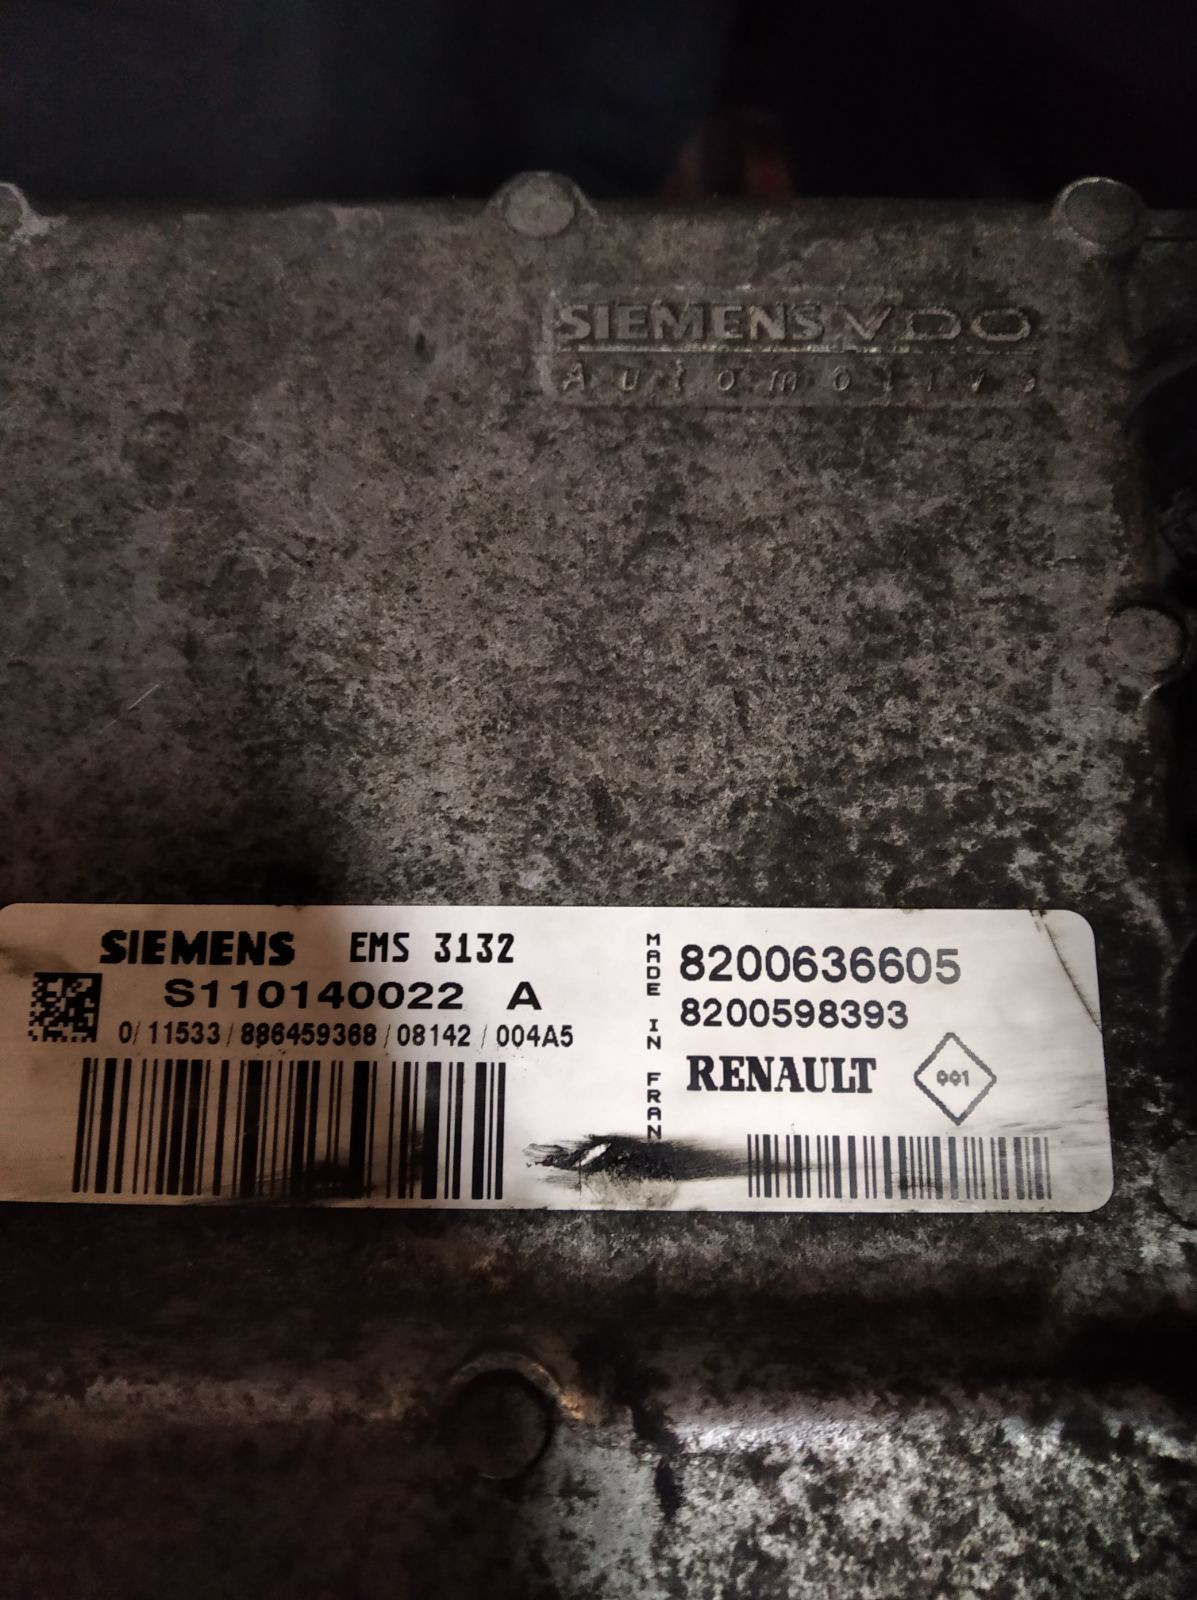 SIEMENS VDO
Automotive
SIEMENS EMS 3132
S110140022 A
0/11533/886459368/08142/004A5
MADE IN FRAN
8200636605
8200598393
RENAULT
001